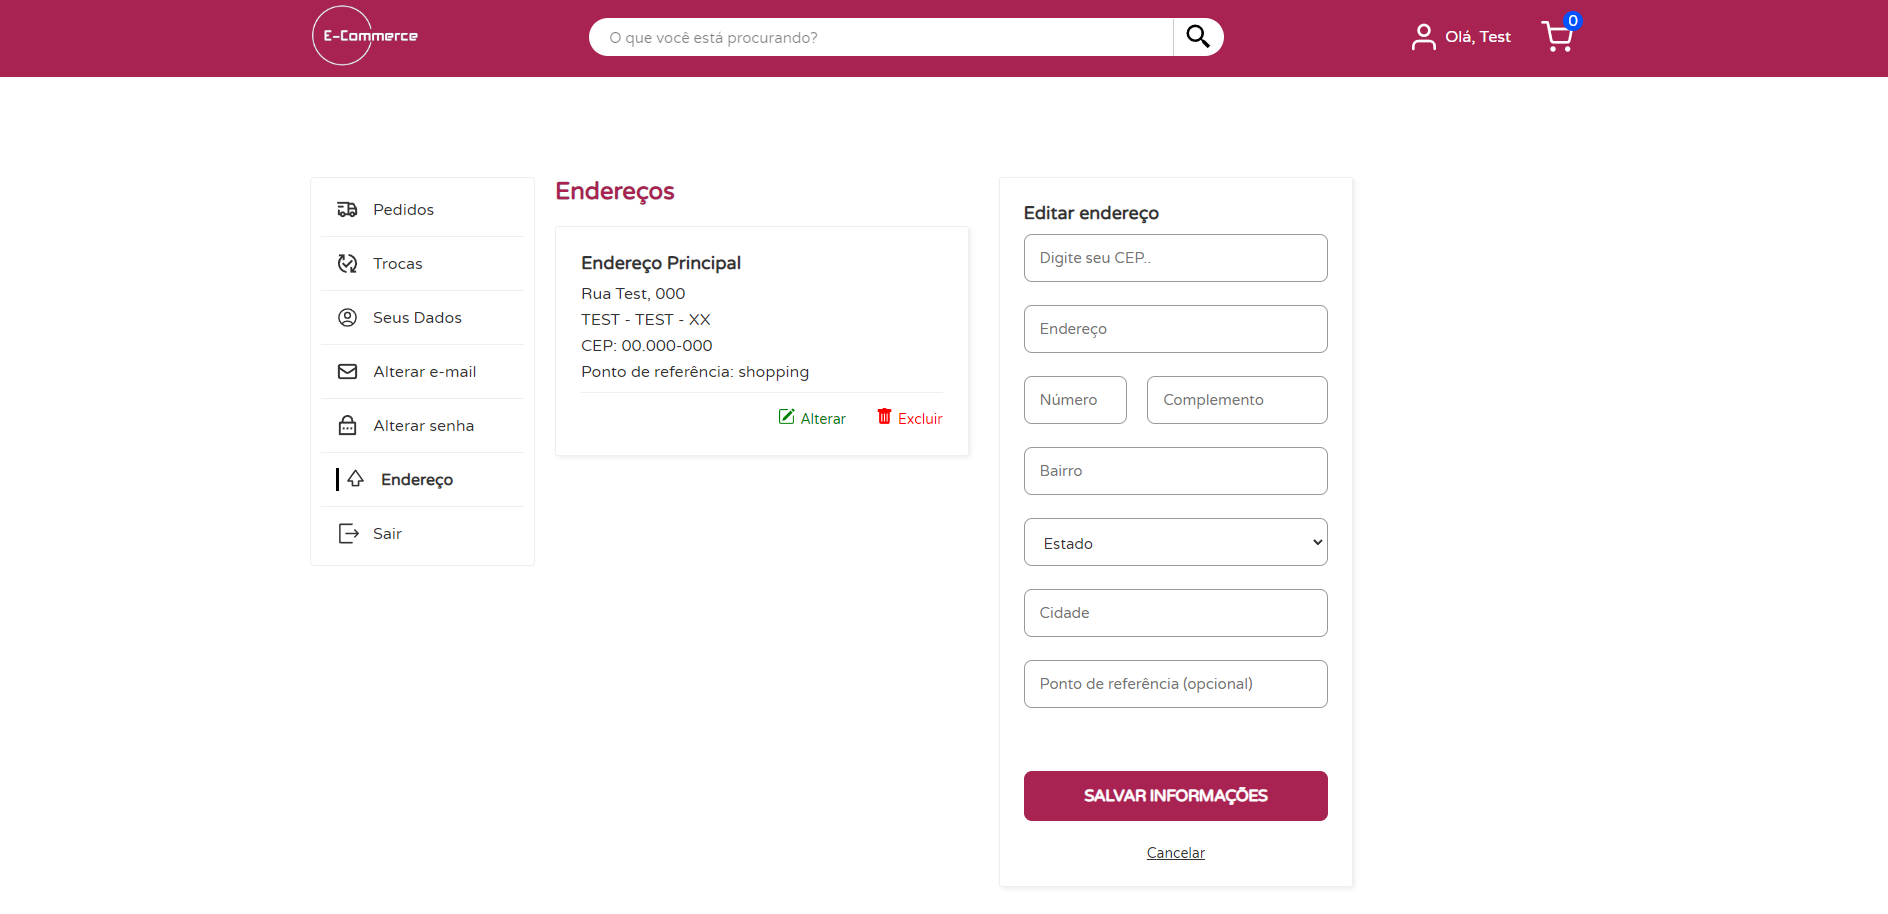 E-Commerce
O que você está procurando?
Olá, Test
0
Pedidos
Trocas
Seus Dados
Alterar e-mail
Alterar senha
Endereço
Sair
Endereços
Endereço Principal
Rua Test, 000
TEST - TEST - XX
CEP: 00.000-000
Ponto de referência: shopping
Alterar
Excluir
Editar endereço
Digite seu CEP..
Endereço
Número
Complemento
Bairro
Estado
Cidade
Ponto de referência (opcional)
SALVAR INFORMAÇÕES
Cancelar